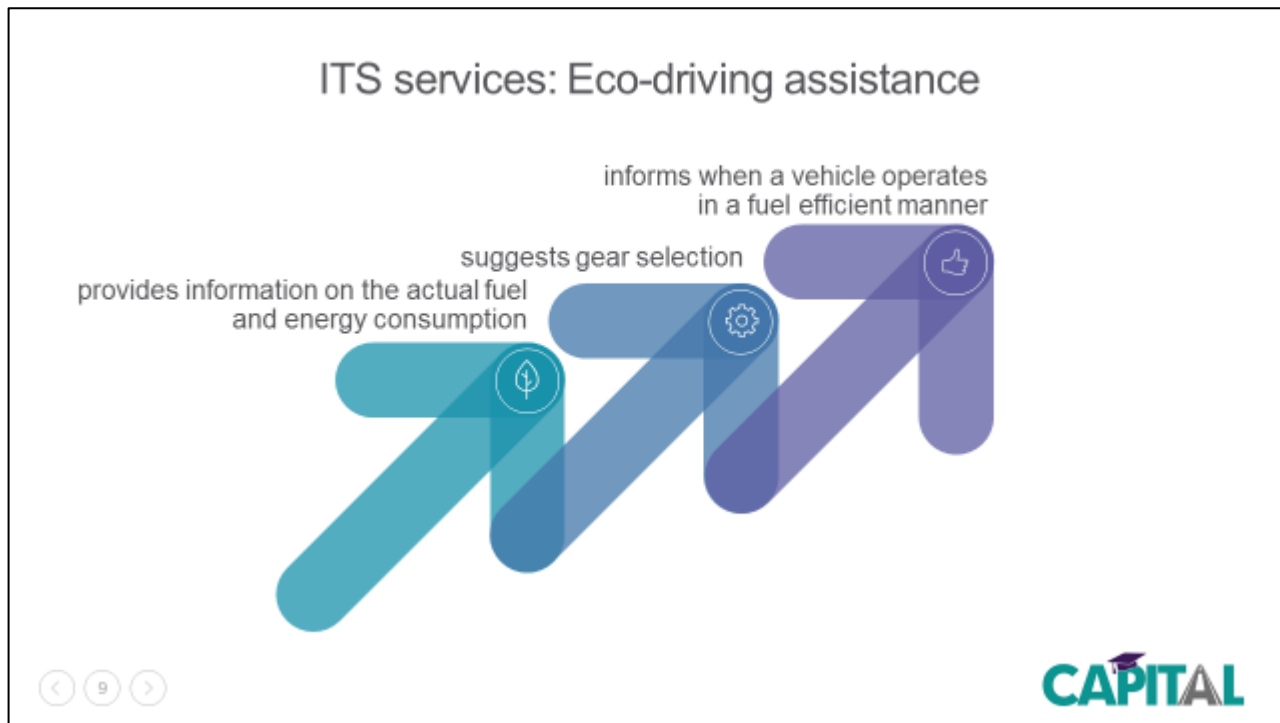 ITS services: Eco-driving assistance
informs when a vehicle operates
in a fuel efficient manner
suggests gear selection
provides information on the actual fuel
and energy consumption
9
CAPITAL